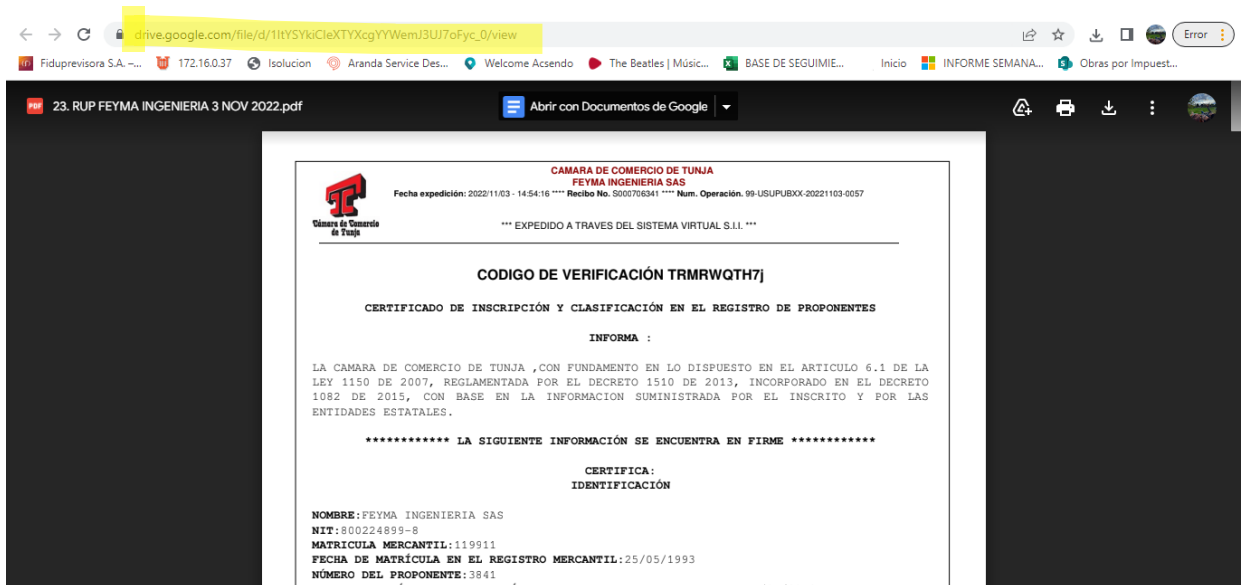 drive.google.com/file/d/1ItYSYkiCIeXTYXcgYYWemJ3UJ7oFyc_0/view
Error
Fiduprevisora S.A. –... 172.16.0.37 Isolucion Aranda Service Des... Welcome Acsendo The Beatles | Músic... BASE DE SEGUIMIE... Inicio INFORME SEMANA... Obras por Impuest...
PDF 23. RUP FEYMA INGENIERIA 3 NOV 2022.pdf Abrir con Documentos de Google
CAMARA DE COMERCIO DE TUNJA
FEYMA INGENIERIA SAS
Fecha expedición: 2022/11/03 - 14:54:16 **** Recibo No. S000706341 **** Num. Operación. 99-USUPUBXX-20221103-0057
Cámara de Comercio
de Tunja
*** EXPEDIDO A TRAVES DEL SISTEMA VIRTUAL S.I.I. ***
CODIGO DE VERIFICACIÓN TRMRWQTH7j
CERTIFICADO DE INSCRIPCIÓN Y CLASIFICACIÓN EN EL REGISTRO DE PROPONENTES
INFORMA :
LA CAMARA DE COMERCIO DE TUNJA ,CON FUNDAMENTO EN LO DISPUESTO EN EL ARTICULO 6.1 DE LA
LEY 1150 DE 2007, REGLAMENTADA POR EL DECRETO 1510 DE 2013, INCORPORADO EN EL DECRETO
1082 DE 2015, CON BASE EN LA INFORMACION SUMINISTRADA POR EL INSCRITO Y POR LAS
ENTIDADES ESTATALES.
************ LA SIGUIENTE INFORMACIÓN SE ENCUENTRA EN FIRME ************
CERTIFICA:
IDENTIFICACIÓN
NOMBRE:FEYMA INGENIERIA SAS
NIT:800224899-8
MATRICULA MERCANTIL:119911
FECHA DE MATRÍCULA EN EL REGISTRO MERCANTIL:25/05/1993
NÚMERO DEL PROPONENTE:3841